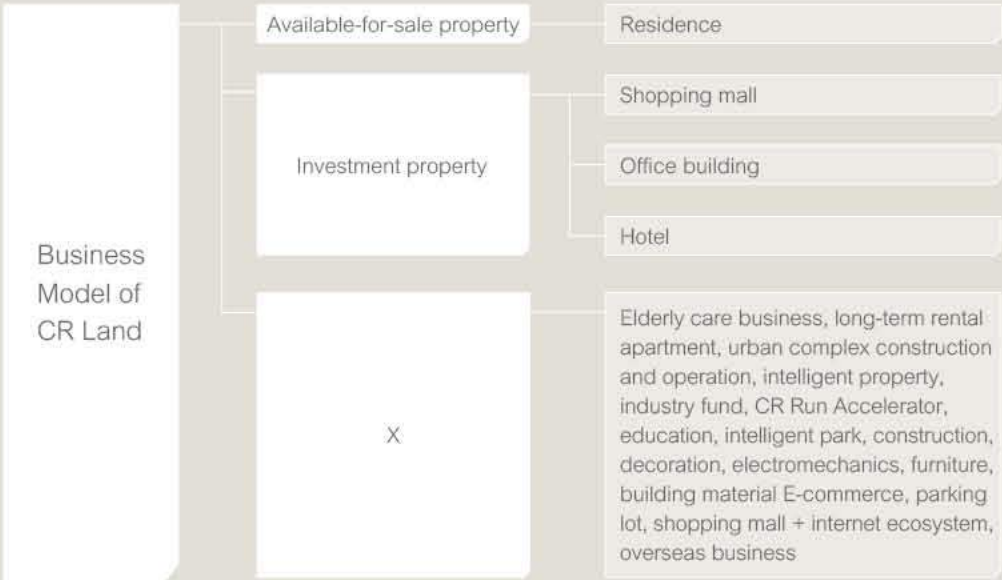 Business
Model of
CR Land
Available-for-sale property
Residence
Investment property
Shopping mall
Office building
Hotel
X
Elderly care business, long-term rental
apartment, urban complex construction
and operation, intelligent property,
industry fund, CR Run Accelerator,
education, intelligent park, construction,
decoration, electromechanics, furniture,
building material E-commerce, parking
lot, shopping mall + internet ecosystem,
overseas business